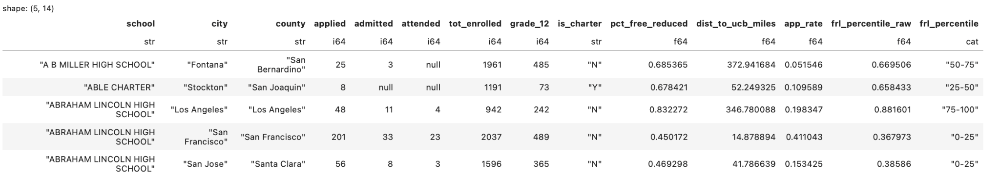 shape: (5, 14)
school city county applied admitted attended tot_enrolled grade_12 is_charter pct_free_reduced dist_to_ucb_miles app_rate frl_percentile_raw frl_percentile
str str str i64 i64 i64 i64 i64 str f64 f64 f64 f64 cat
"A B MILLER HIGH SCHOOL" "Fontana" "San Bernardino" 25 3 null 1961 485 "N" 0.685365 372.941684 0.051546 0.669506 "50-75"
"ABLE CHARTER" "Stockton" "San Joaquin" 8 null null 1191 73 "Y" 0.678421 52.249325 0.109589 0.658433 "25-50"
"ABRAHAM LINCOLN HIGH SCHOOL" "Los Angeles" "Los Angeles" 48 11 4 942 242 "N" 0.832272 346.780088 0.198347 0.881601 "75-100"
"ABRAHAM LINCOLN HIGH SCHOOL" "San Francisco" "San Francisco" 201 33 23 2037 489 "N" 0.450172 14.878894 0.411043 0.367973 "0-25"
"ABRAHAM LINCOLN HIGH SCHOOL" "San Jose" "Santa Clara" 56 8 3 1596 365 "N" 0.469298 41.786639 0.153425 0.38586 "0-25"